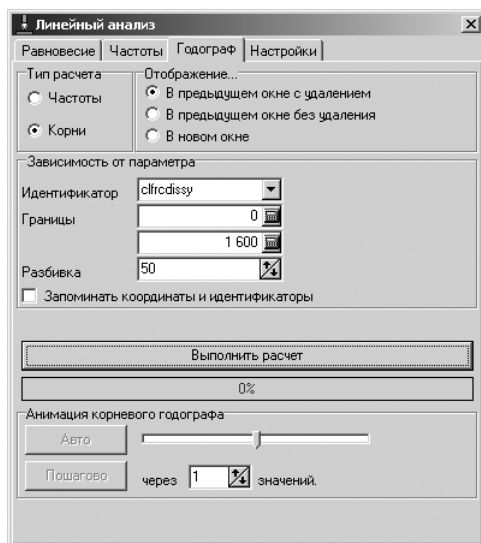 Линейный анализ
Равновесие Частоты Годограф Настройки
Тип расчета
Частоты
Корни
Отображение...
В предыдущем окне с удалением
В предыдущем окне без удаления
В новом окне
Зависимость от параметра
Идентификатор clfrcdissy
Границы 0
1 600
Разбивка 50
Запоминать координаты и идентификаторы
Выполнить расчет
0%
Анимация корневого годографа
Авто
Пошагово через 1 значений.